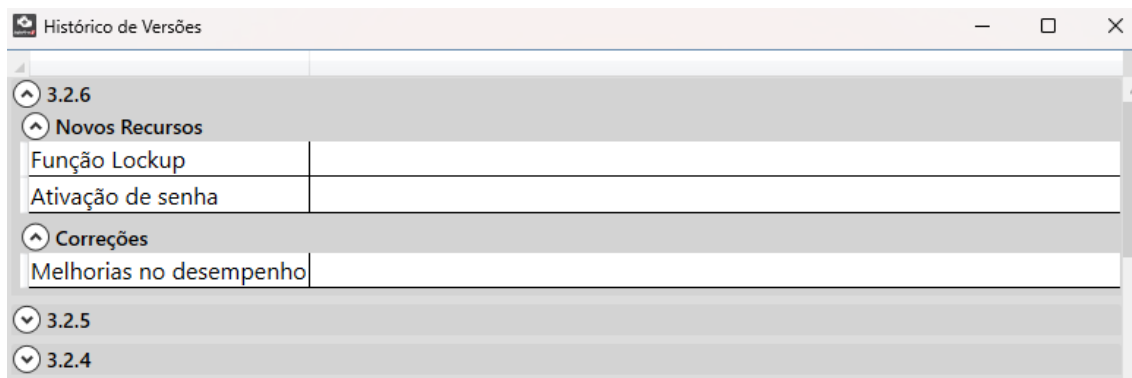 Histórico de Versões
3.2.6
Novos Recursos
Função Lockup
Ativação de senha
Correções
Melhorias no desempenho
3.2.5
3.2.4